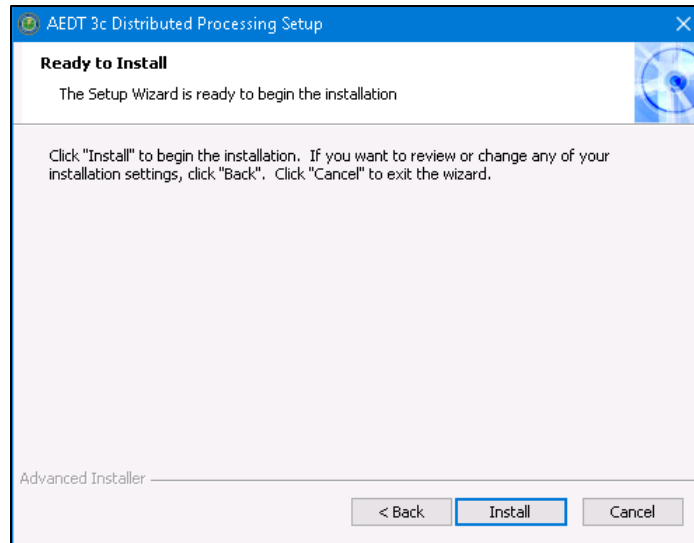 AEDT 3c Distributed Processing Setup
Ready to Install
The Setup Wizard is ready to begin the installation
Click "Install" to begin the installation. If you want to review or change any of your
installation settings, click "Back". Click "Cancel" to exit the wizard.
Advanced Installer
< Back Install Cancel